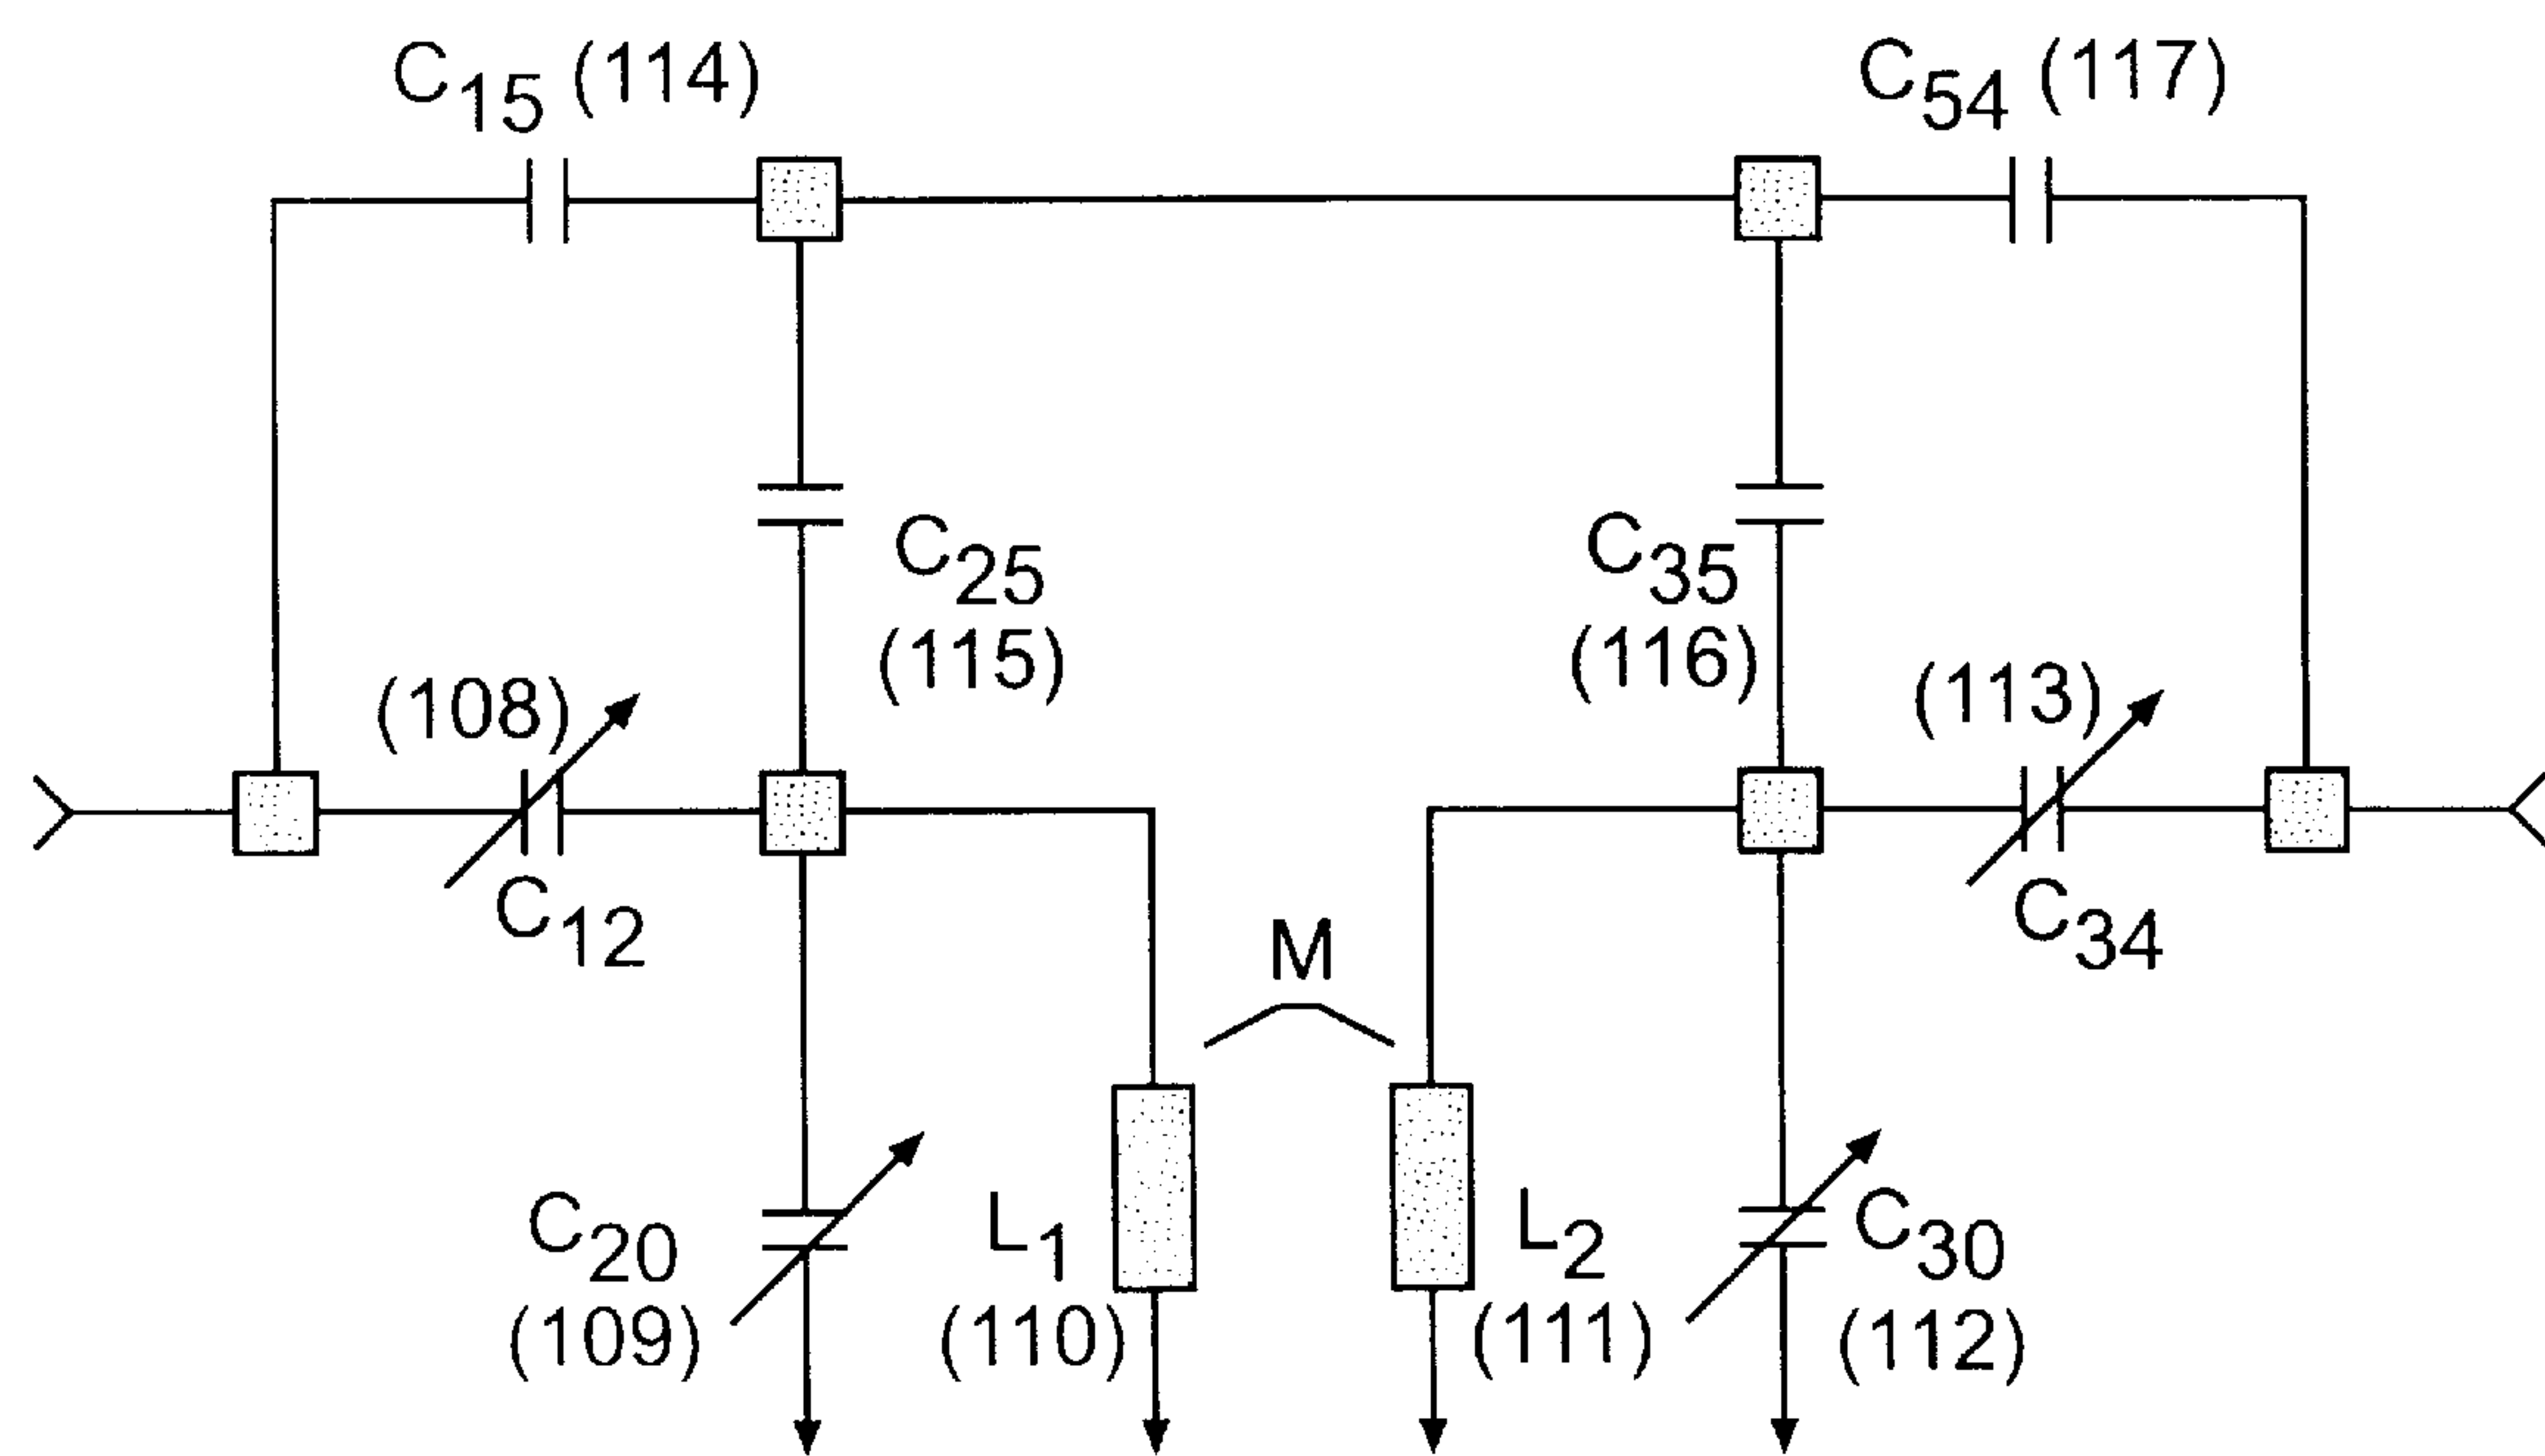 C15 (114)
C54 (117)
C25
(115)
C35
(116)
(108)
C12
(113)
C34
M
C20
(109)
L1
(110)
L2
(111)
C30
(112)